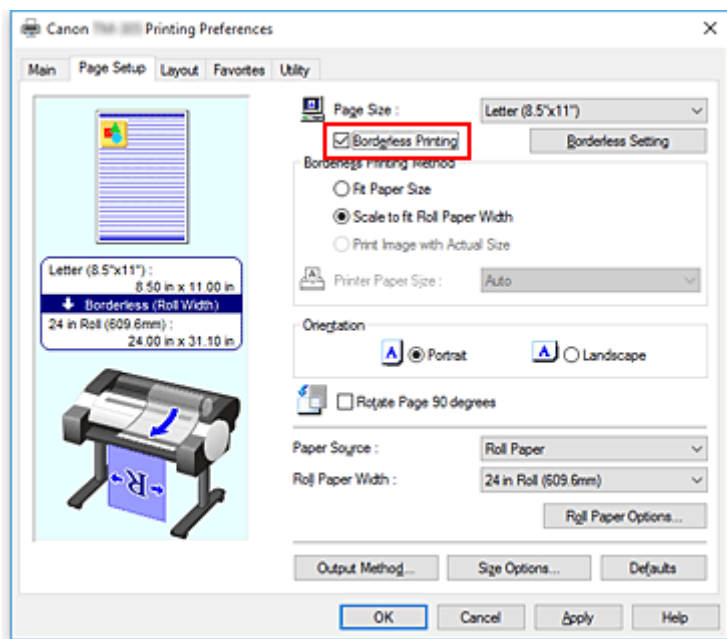 Canon Printing Preferences
Main Page Setup Layout Favorites Utility
Page Size : Letter (8.5"x11")
Borderless Printing Borderless Setting
Borderless Printing Method
Fit Paper Size
Scale to fit Roll Paper Width
Print Image with Actual Size
Printer Paper Size : Auto
Letter (8.5"x11") :
8.50 in x 11.00 in
Borderless (Roll Width)
24 in Roll (609.6mm) :
24.00 in x 31.10 in
Orientation
A Portrait A Landscape
Rotate Page 90 degrees
Paper Source : Roll Paper
Roll Paper Width : 24 in Roll (609.6mm)
Roll Paper Options...
R
Output Method... Size Options... Defaults
OK Cancel Apply Help